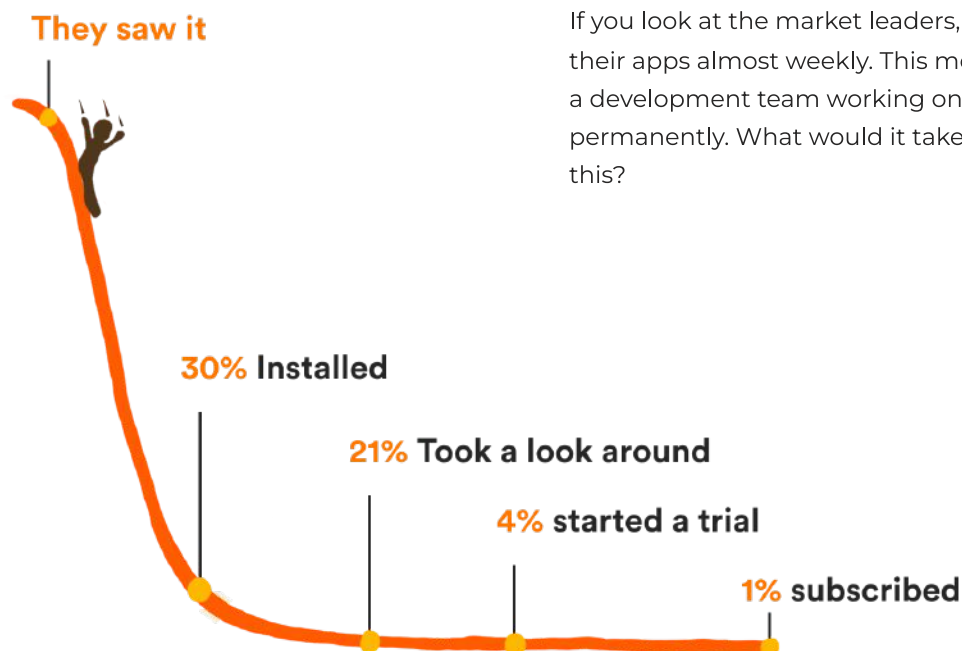 They saw it
If you look at the market leaders,
their apps almost weekly. This
a development team working on
permanently. What would it take
this?
30% Installed
21% Took a look around
4% started a trial
1% subscribed